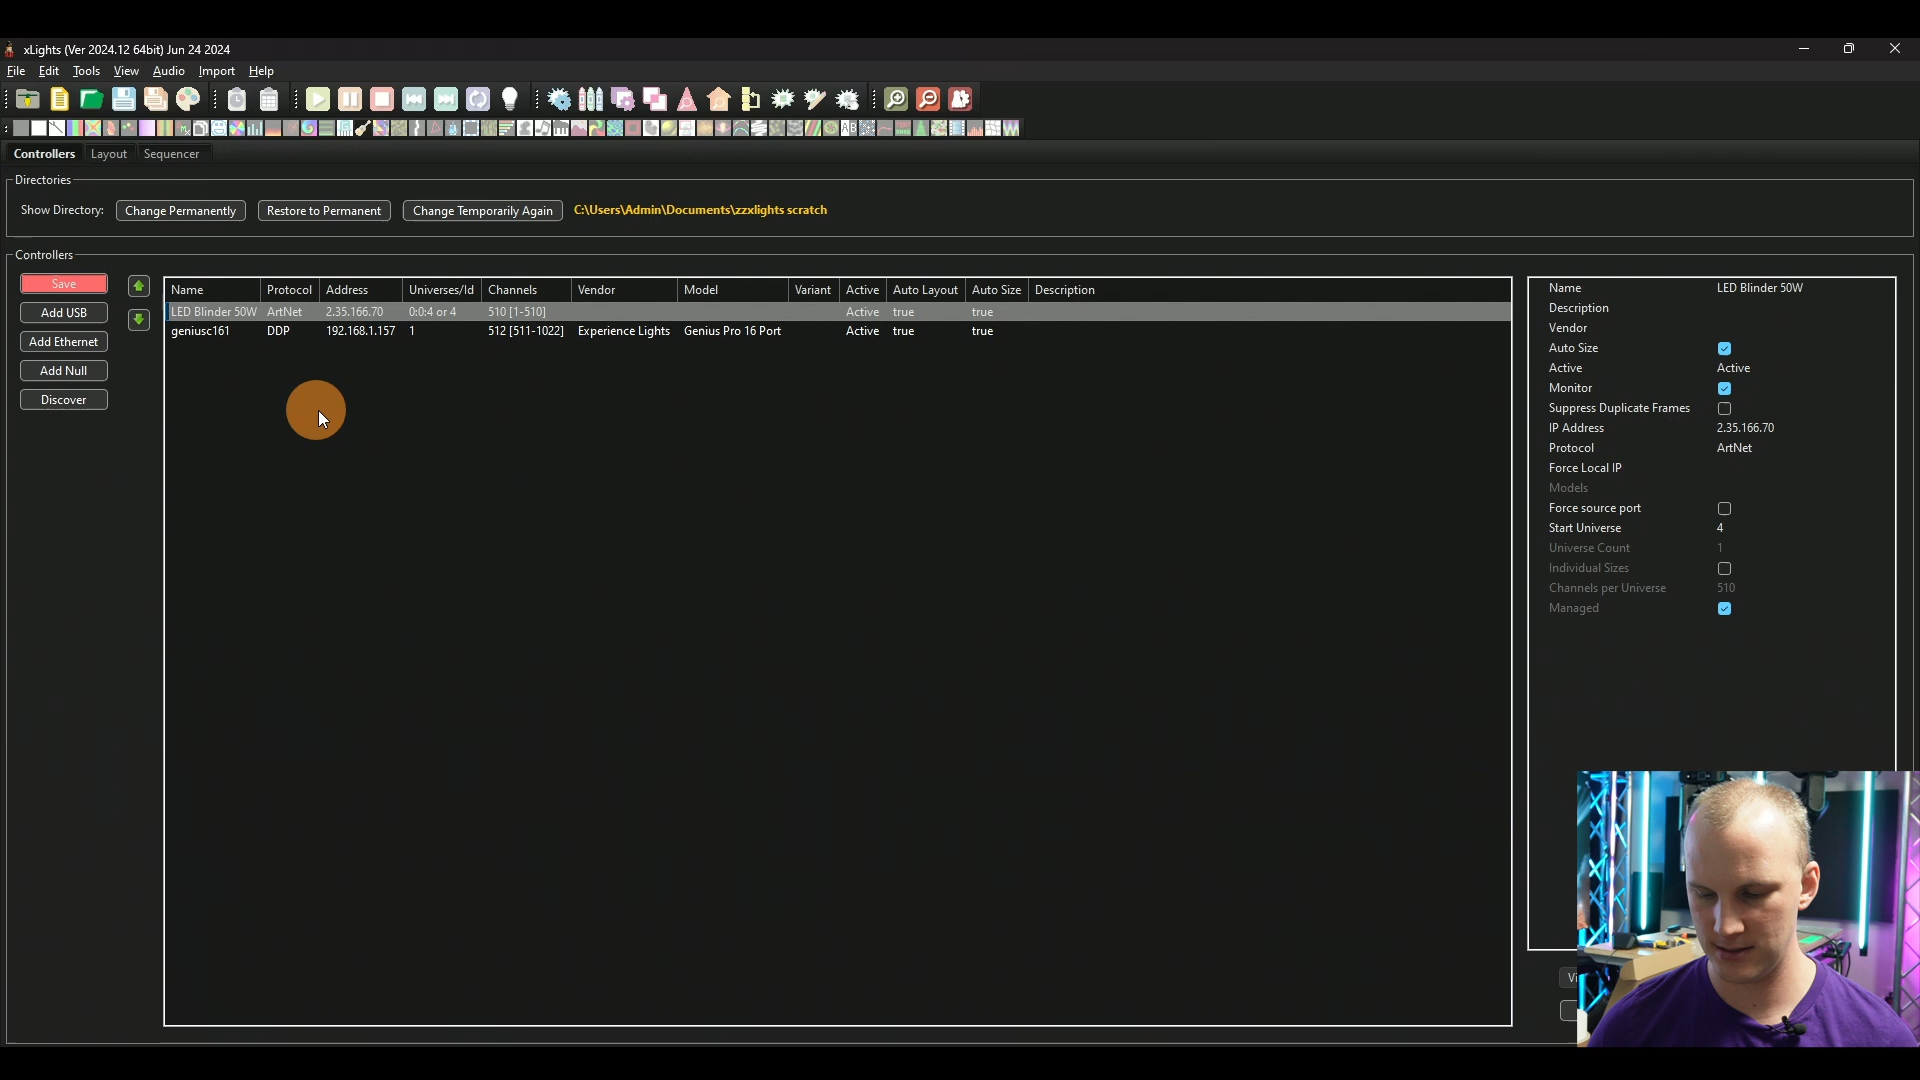 xLights (Ver 2024.12 64bit) Jun 24 2024
File Edit Tools View Audio Import Help
Controllers Layout Sequencer
Directories
Show Directory: Change Permanently Restore to Permanent Change Temporarily Again C:\Users\Admin\Documents\zzxlights scratch
Controllers
Save
Add USB
Add Ethernet
Add Null
Discover
Name Protocol Address Universes/Id Channels Vendor Model Variant Active Auto Layout Auto Size Description
LED Blinder 50W ArtNet 2.35.166.70 0:0:4 or 4 510 [1-510] Active true true
geniusc161 DDP 192.168.1.157 1 512 [511-1022] Experience Lights Genius Pro 16 Port Active true true
Name LED Blinder 50W
Description
Vendor
Auto Size
Active Active
Monitor
Suppress Duplicate Frames
IP Address 2.35.166.70
Protocol ArtNet
Force Local IP
Models
Force source port
Start Universe 4
Universe Count 1
Individual Sizes
Channels per Universe 510
Managed